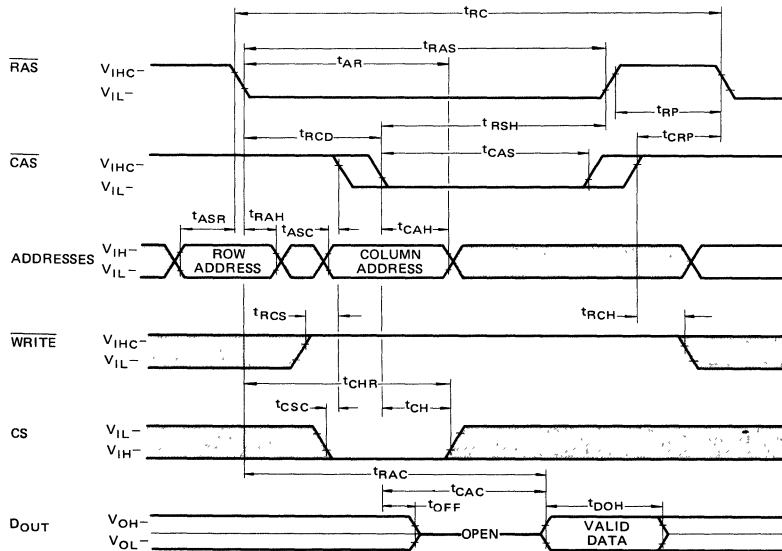 tRC
tRAS
tAR
RAS VIHC–
VIL–
tRP
tRSH
tRCD tCRP
tCAS
CAS VIHC–
VIL–
tASR tRAH tASC tCAH
ADDRESSES VIH–
VIL–
ROW ADDRESS
COLUMN ADDRESS
tRCS tRCH
WRITE VIHC–
VIL–
tCHR
tCSC tCH
CS VIL–
VIH–
tRAC
tCAC
tOFF tDOH
DOUT VOH–
VOL–
OPEN
VALID DATA